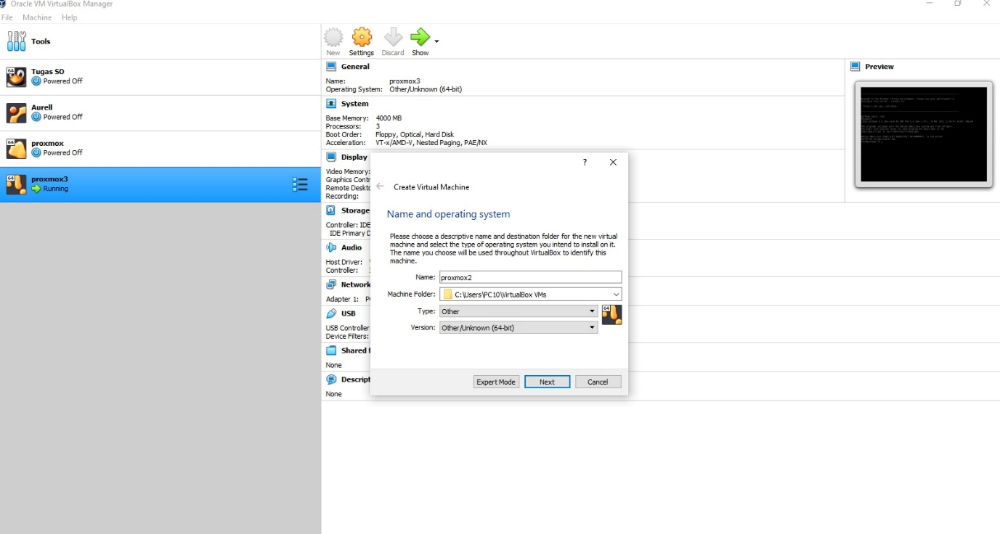 Oracle VM VirtualBox Manager
File Machine Help
Tools
64
Tugas SO
Powered Off
Aurell
Powered Off
64
proxmox
Powered Off
64
proxmox3
Running
New Settings Discard Show
General
Name: proxmox3
Operating System: Other/Unknown (64-bit)
System
Base Memory: 4000 MB
Processors: 3
Boot Order: Floppy, Optical, Hard Disk
Acceleration: VT-x/AMD-V, Nested Paging, PAE/NX
Display
Video Memory:
Graphics Contr
Remote Deskto
Recording:
Storage
Controller: IDE
IDE Primary D
Audio
Host Driver:
Controller:
Network
Adapter 1:
USB
USB Controller
Device Filters:
Shared f
None
Descript
None
Preview
?
Create Virtual Machine
Name and operating system
Please choose a descriptive name and destination folder for the new virtual
machine and select the type of operating system you intend to install on it.
The name you choose will be used throughout VirtualBox to identify this
machine.
Name: proxmox2
Machine Folder: C:\Users\PC10\VirtualBox VMs
Type: Other
64
Version: Other/Unknown (64-bit)
Expert Mode Next Cancel